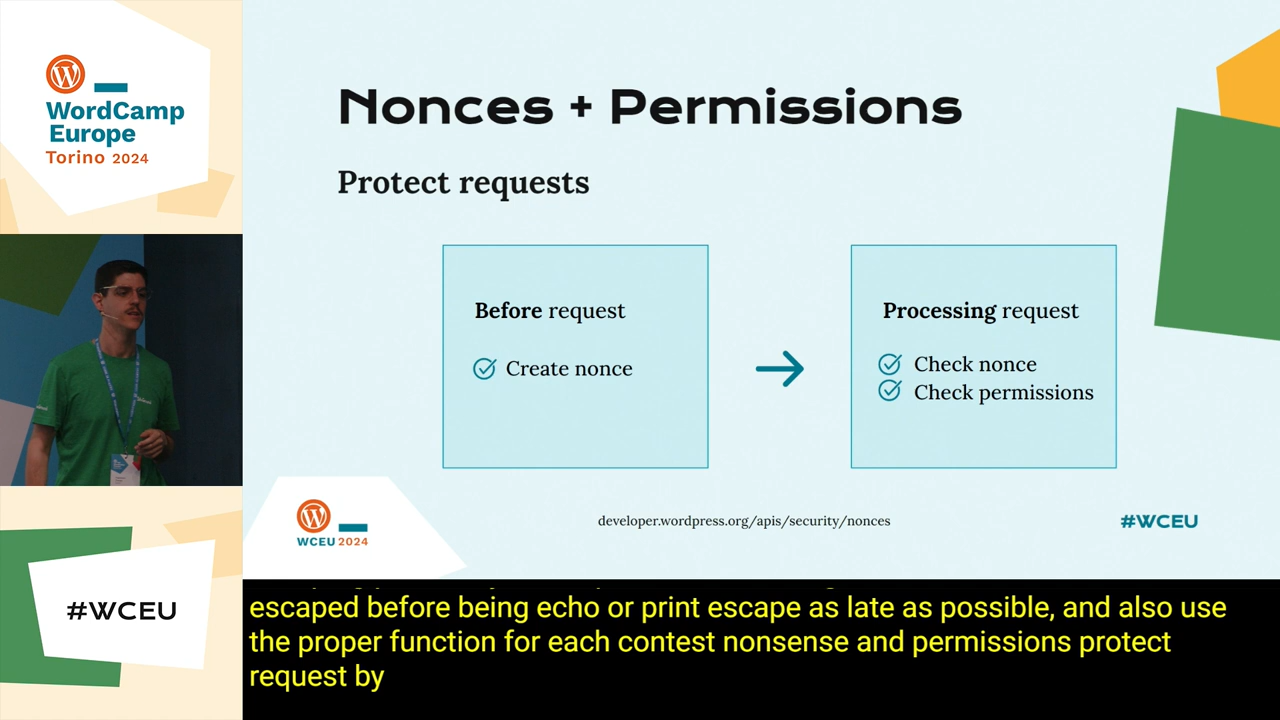 WordCamp
Europe
Torino 2024
#WCEU
Nonces + Permissions
Protect requests
Before request
Create nonce
Processing request
Check nonce
Check permissions
WCEU 2024
developer.wordpress.org/apis/security/nonces
#WCEU
escaped before being echo or print escape as late as possible, and also use
the proper function for each contest nonsense and permissions protect
request by